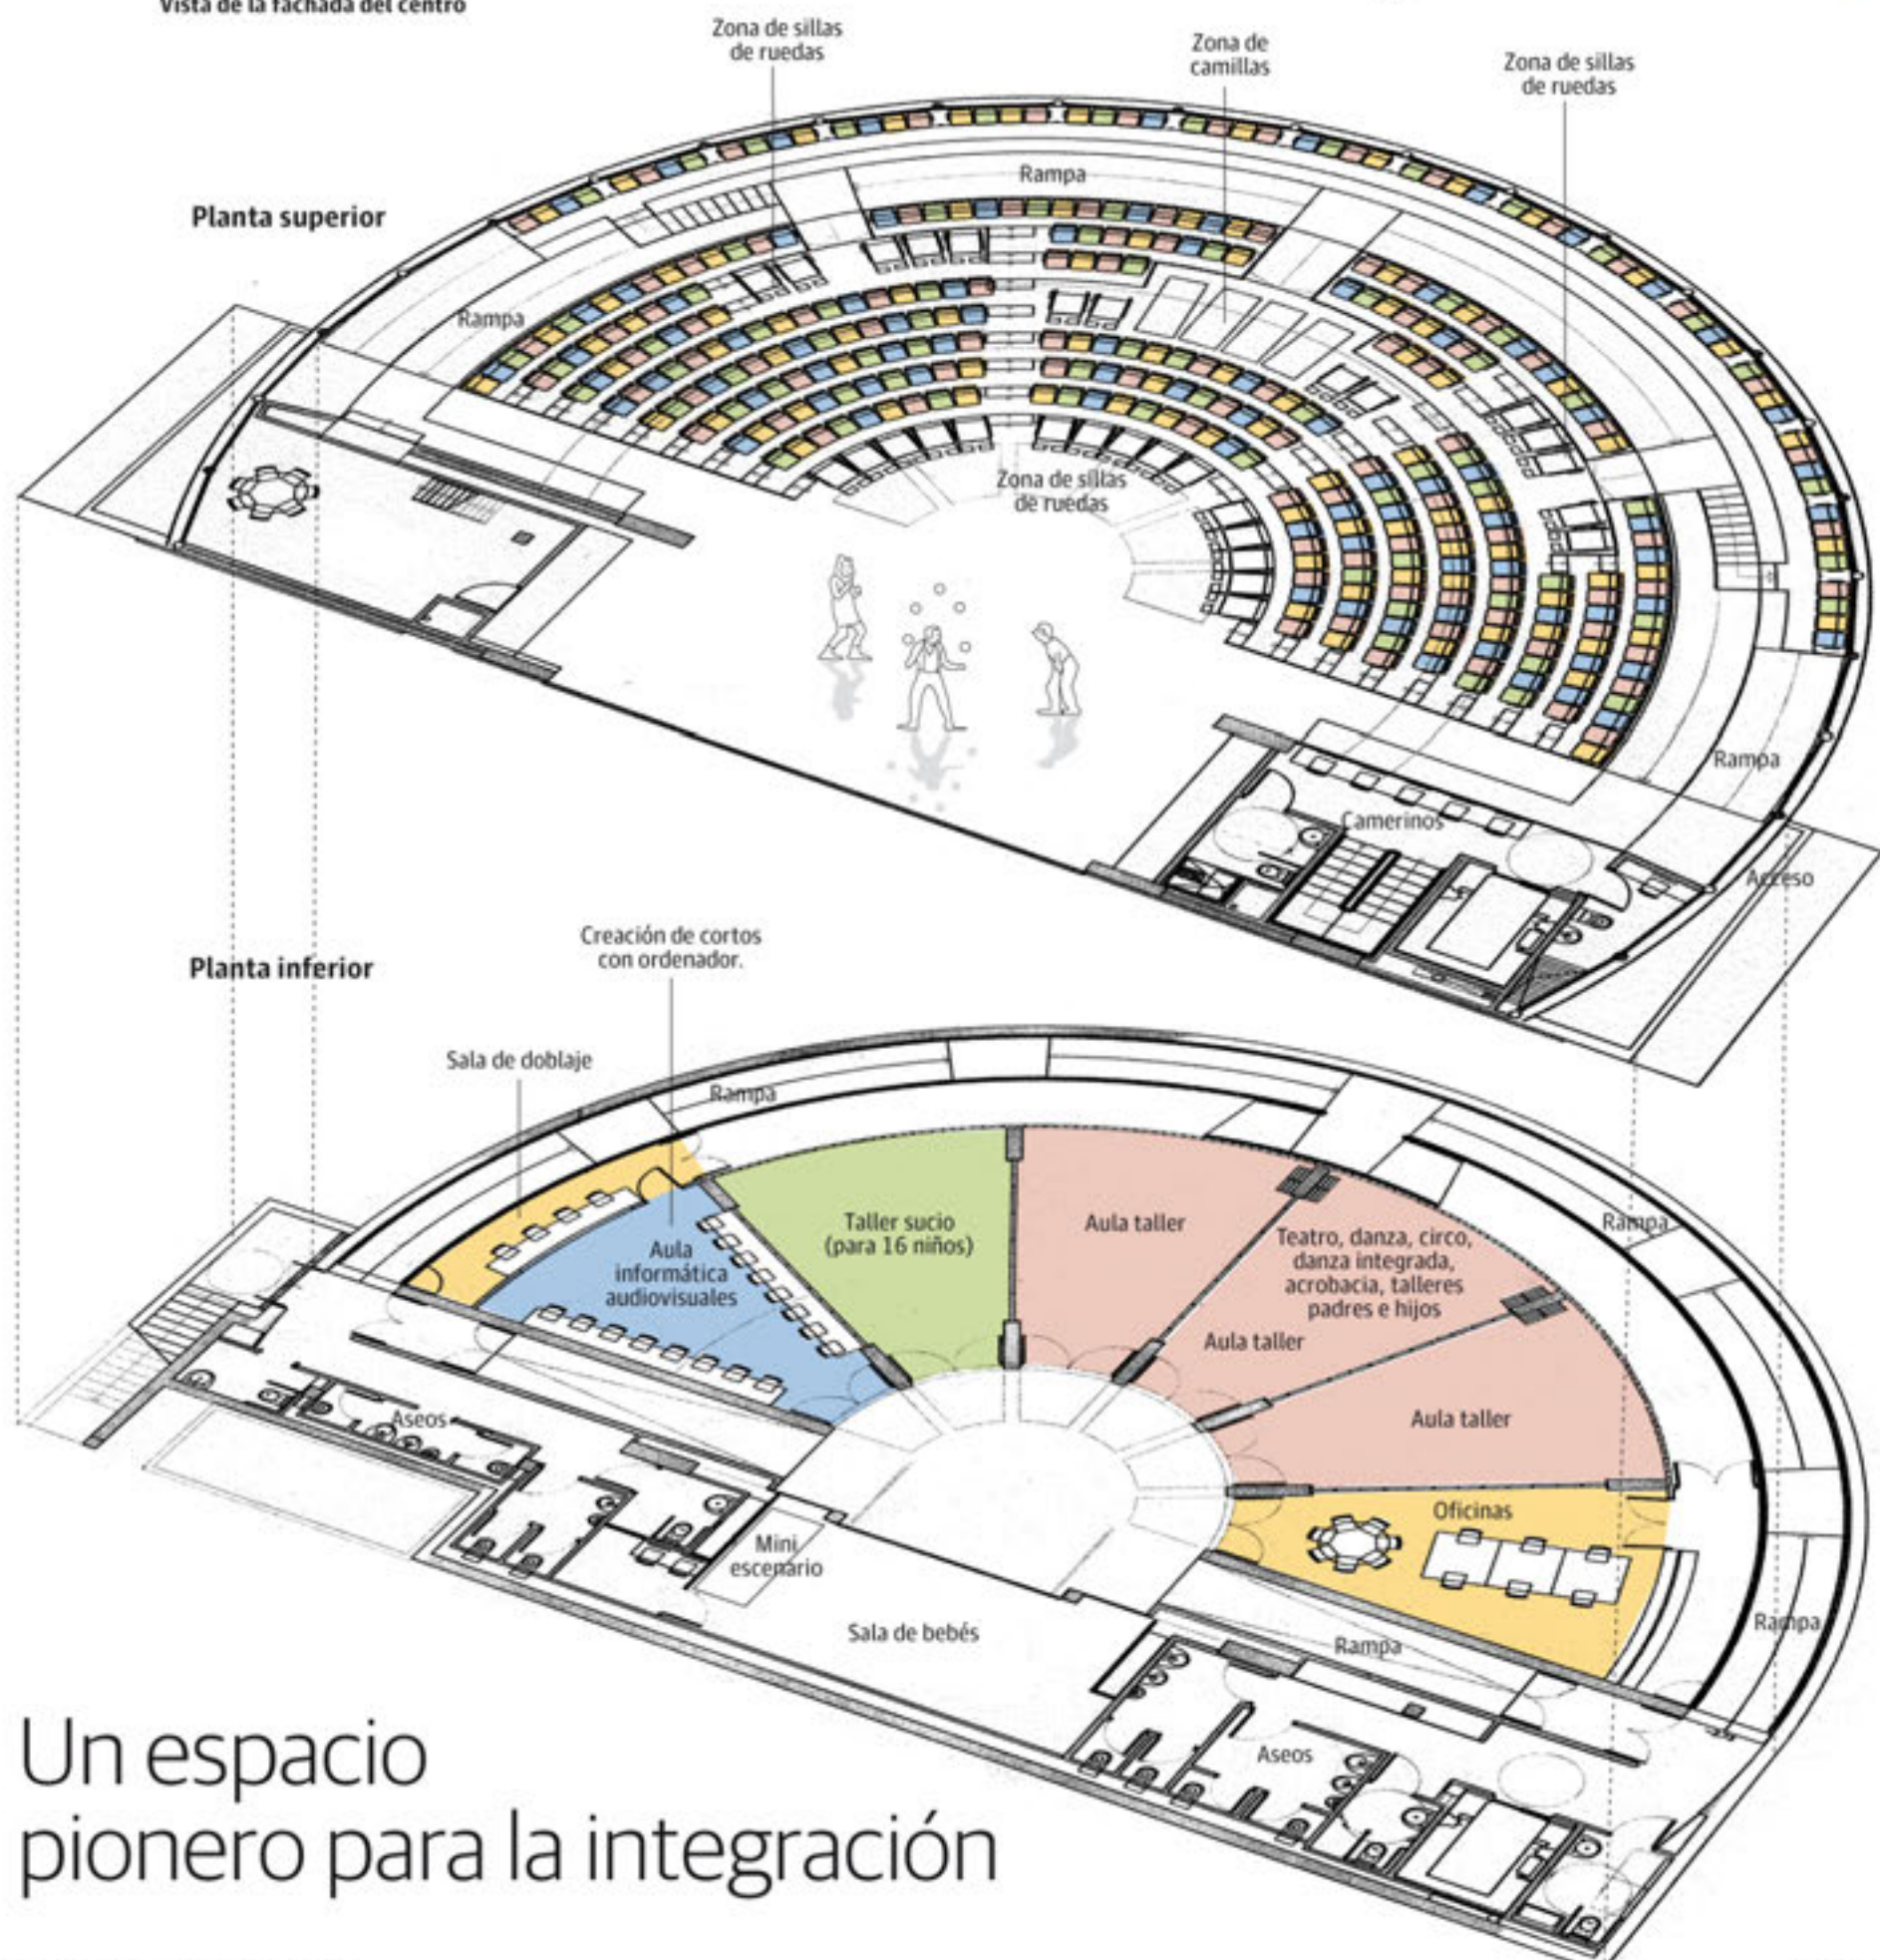 Vista de la fachada del centro
Zona de sillas
de ruedas
Zona de
camillas
Zona de sillas
de ruedas
Planta superior
Rampa
Rampa
Zona de sillas
de ruedas
Rampa
Camerinos
Acceso
Planta inferior
Creación de cortos
con ordenador.
Sala de doblaje
Rampa
Taller sucio
(para 16 niños)
Aula taller
Rampa
Teatro, danza, circo,
danza integrada,
acrobacia, talleres
padres e hijos
Aula
informática
audiovisuales
Aula taller
Aseos
Aula taller
Oficinas
Mini
escenario
Sala de bebés
Rampa
Rampa
Aseos
Un espacio
pionero para la integración